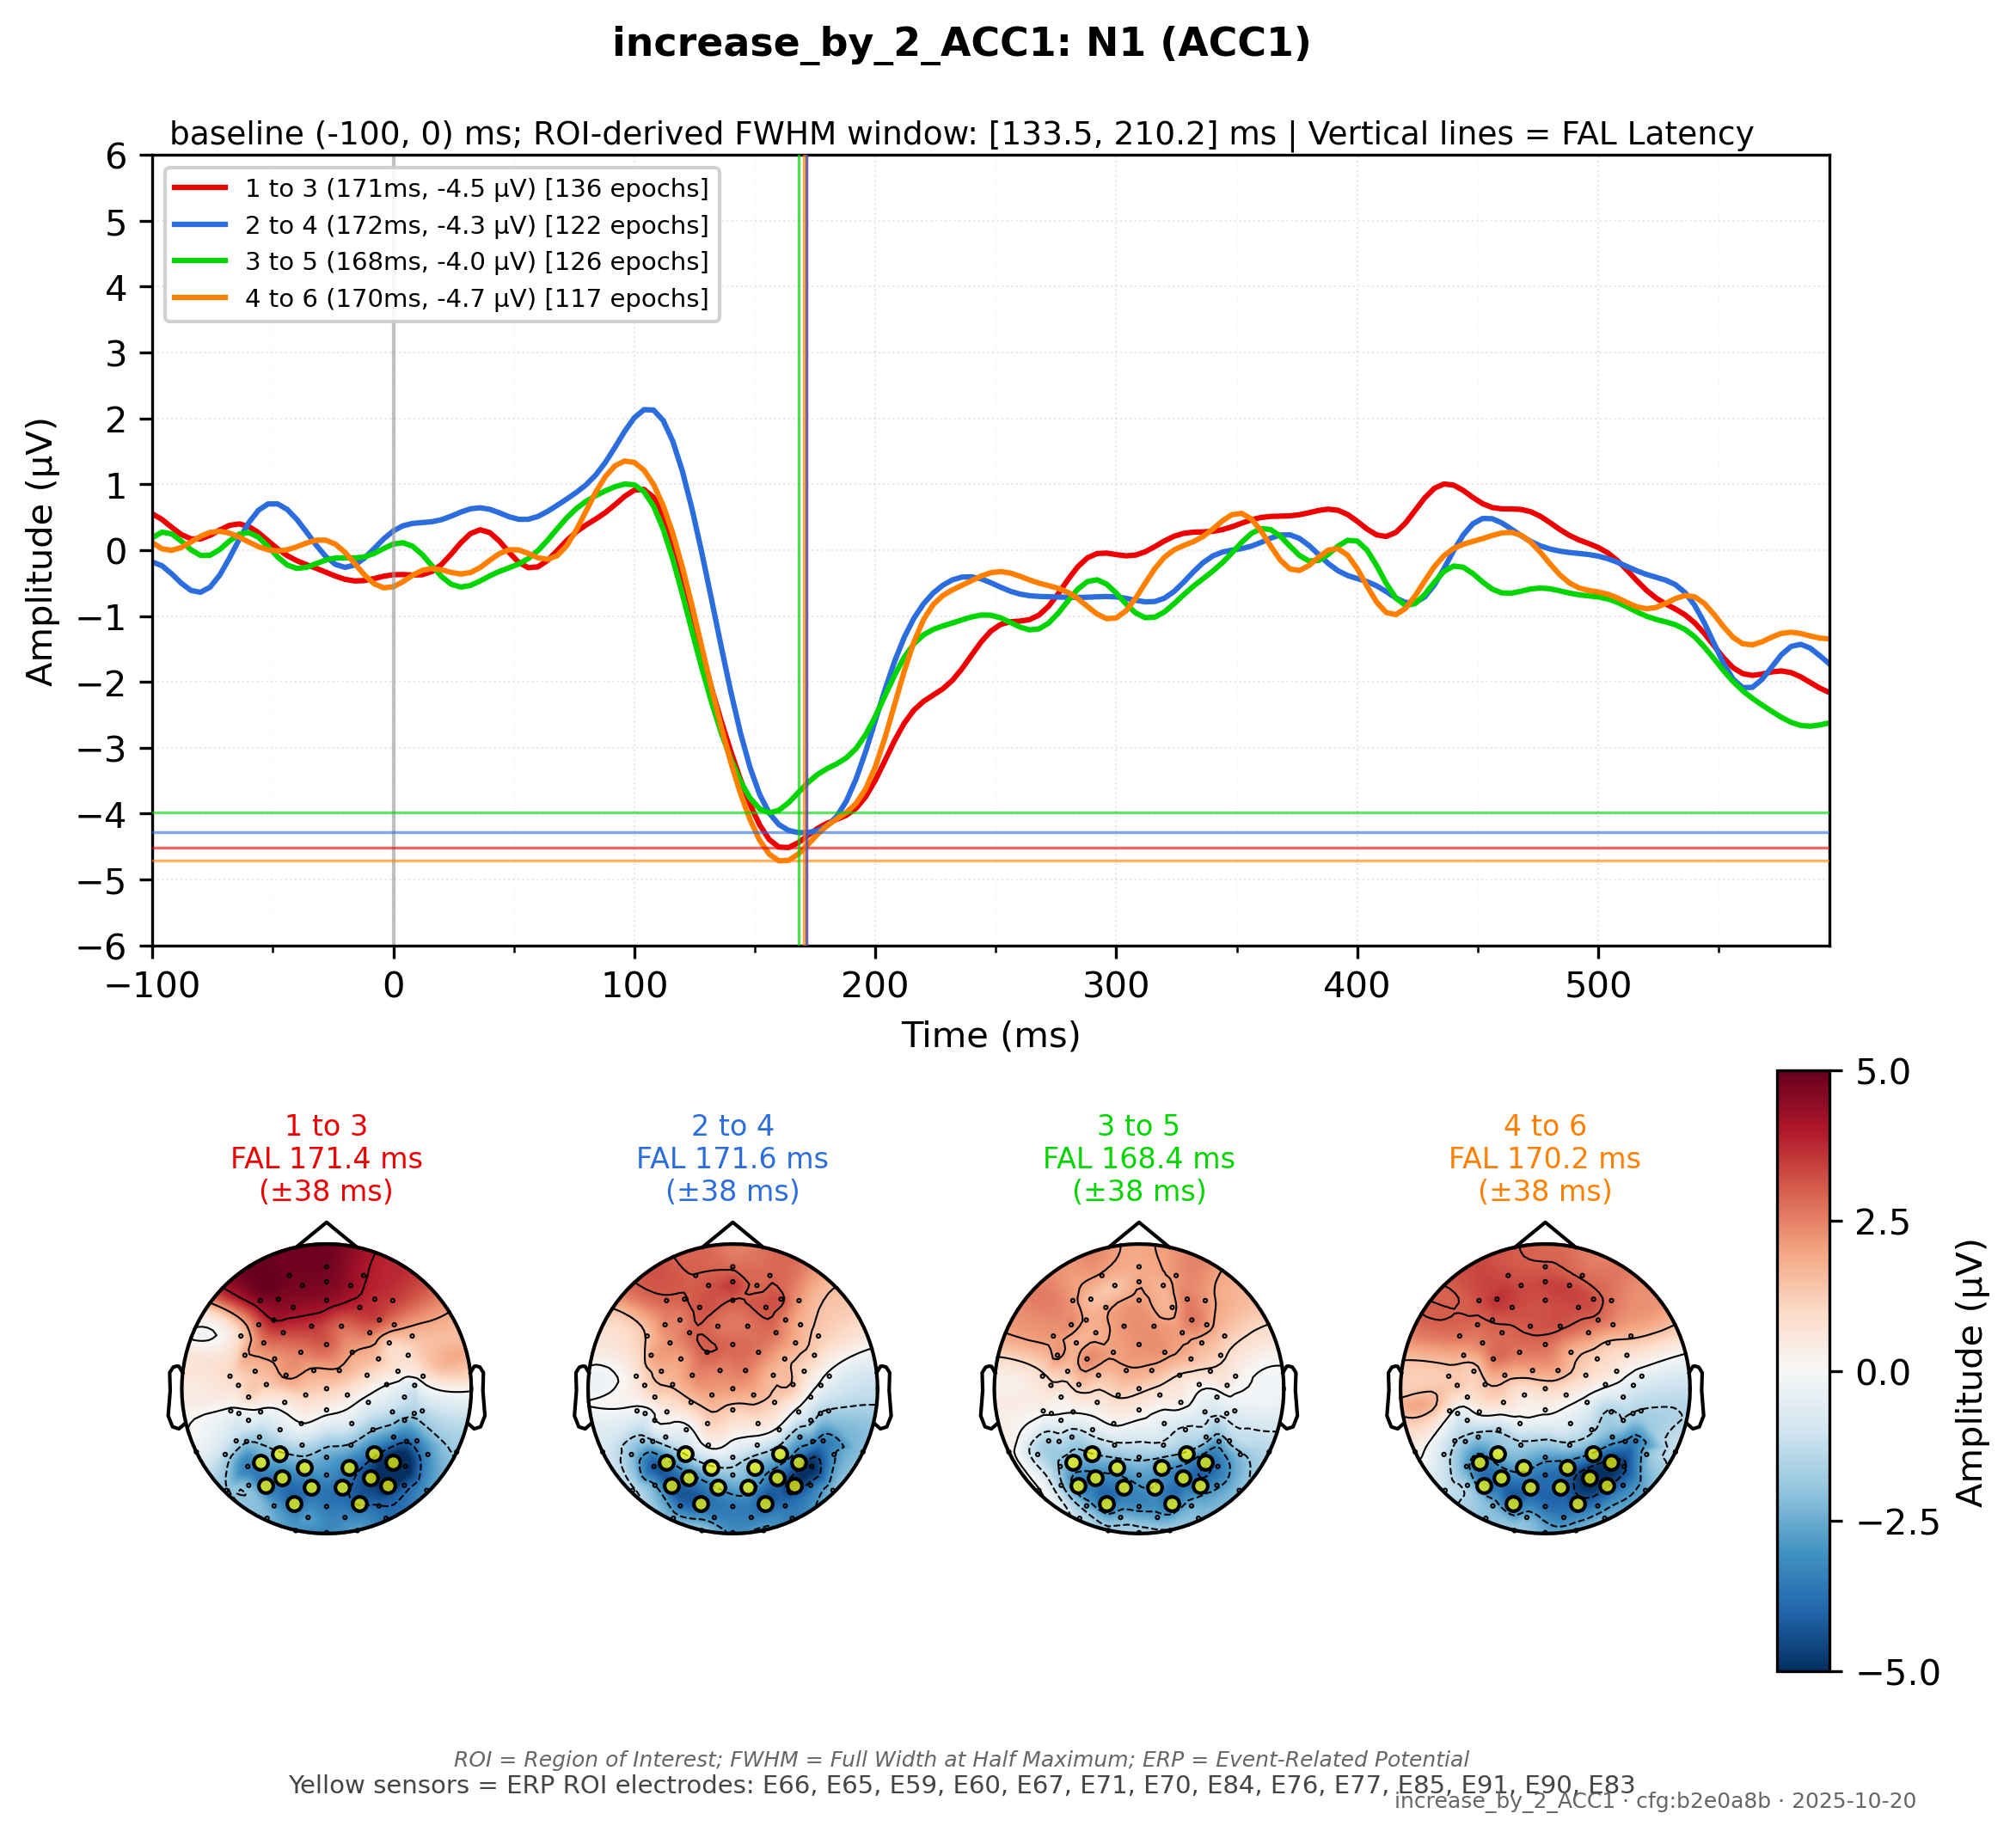 increase_by_2_ACC1: N1 (ACC1)
baseline (-100, 0) ms; ROI-derived FWHM window: [133.5, 210.2] ms | Vertical lines = FAL Latency
1 to 3 (171ms, -4.5 µV) [136 epochs]
2 to 4 (172ms, -4.3 µV) [122 epochs]
3 to 5 (168ms, -4.0 µV) [126 epochs]
4 to 6 (170ms, -4.7 µV) [117 epochs]
6
5
4
3
2
1
0
−1
−2
−3
−4
−5
−6
Amplitude (µV)
−100 0 100 200 300 400 500
Time (ms)
1 to 3
FAL 171.4 ms
(±38 ms)
2 to 4
FAL 171.6 ms
(±38 ms)
3 to 5
FAL 168.4 ms
(±38 ms)
4 to 6
FAL 170.2 ms
(±38 ms)
5.0
2.5
0.0
−2.5
−5.0
Amplitude (µV)
ROI = Region of Interest; FWHM = Full Width at Half Maximum; ERP = Event-Related Potential
Yellow sensors = ERP ROI electrodes: E66, E65, E59, E60, E67, E71, E70, E84, E76, E77, E85, E91, E90, E83
increase_by_2_ACC1 · cfg:b2e0a8b · 2025-10-20